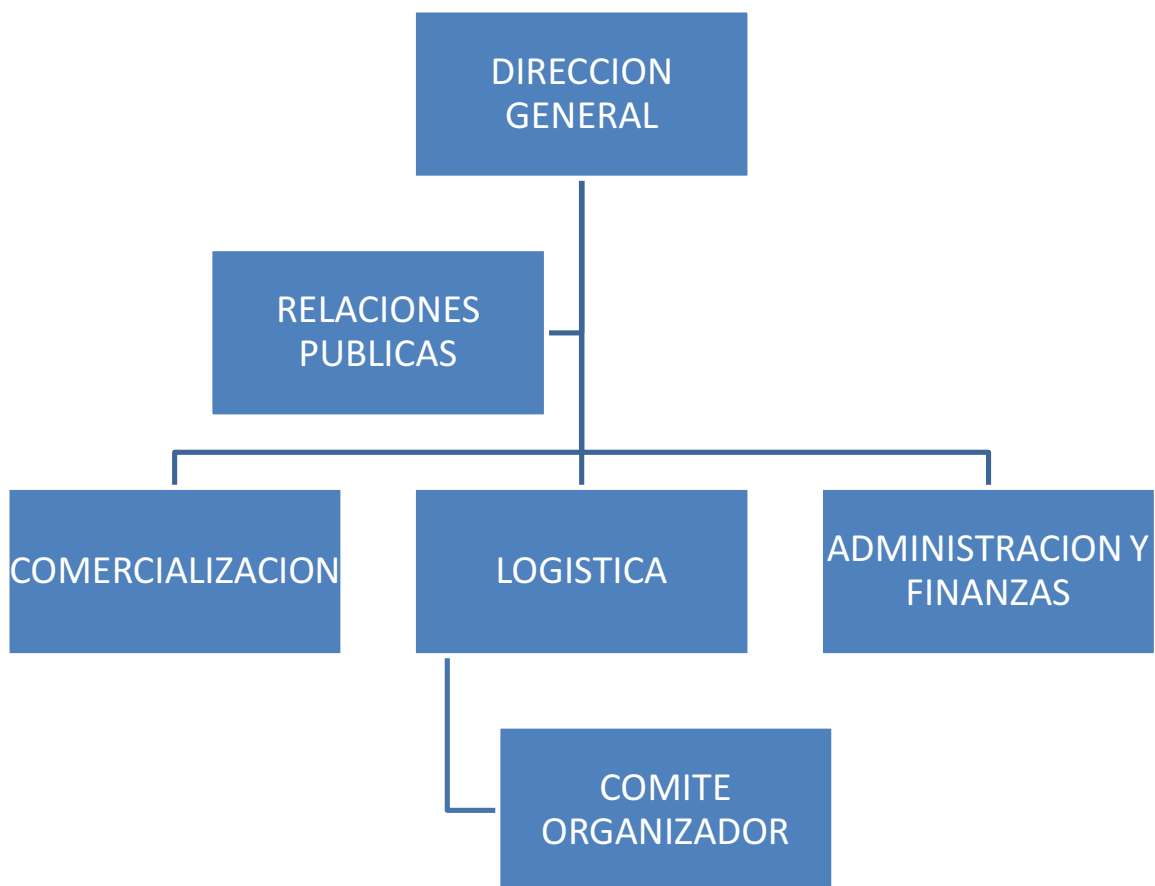 DIRECCION
GENERAL
RELACIONES
PUBLICAS
COMERCIALIZACION
LOGISTICA
ADMINISTRACION Y
FINANZAS
COMITE
ORGANIZADOR